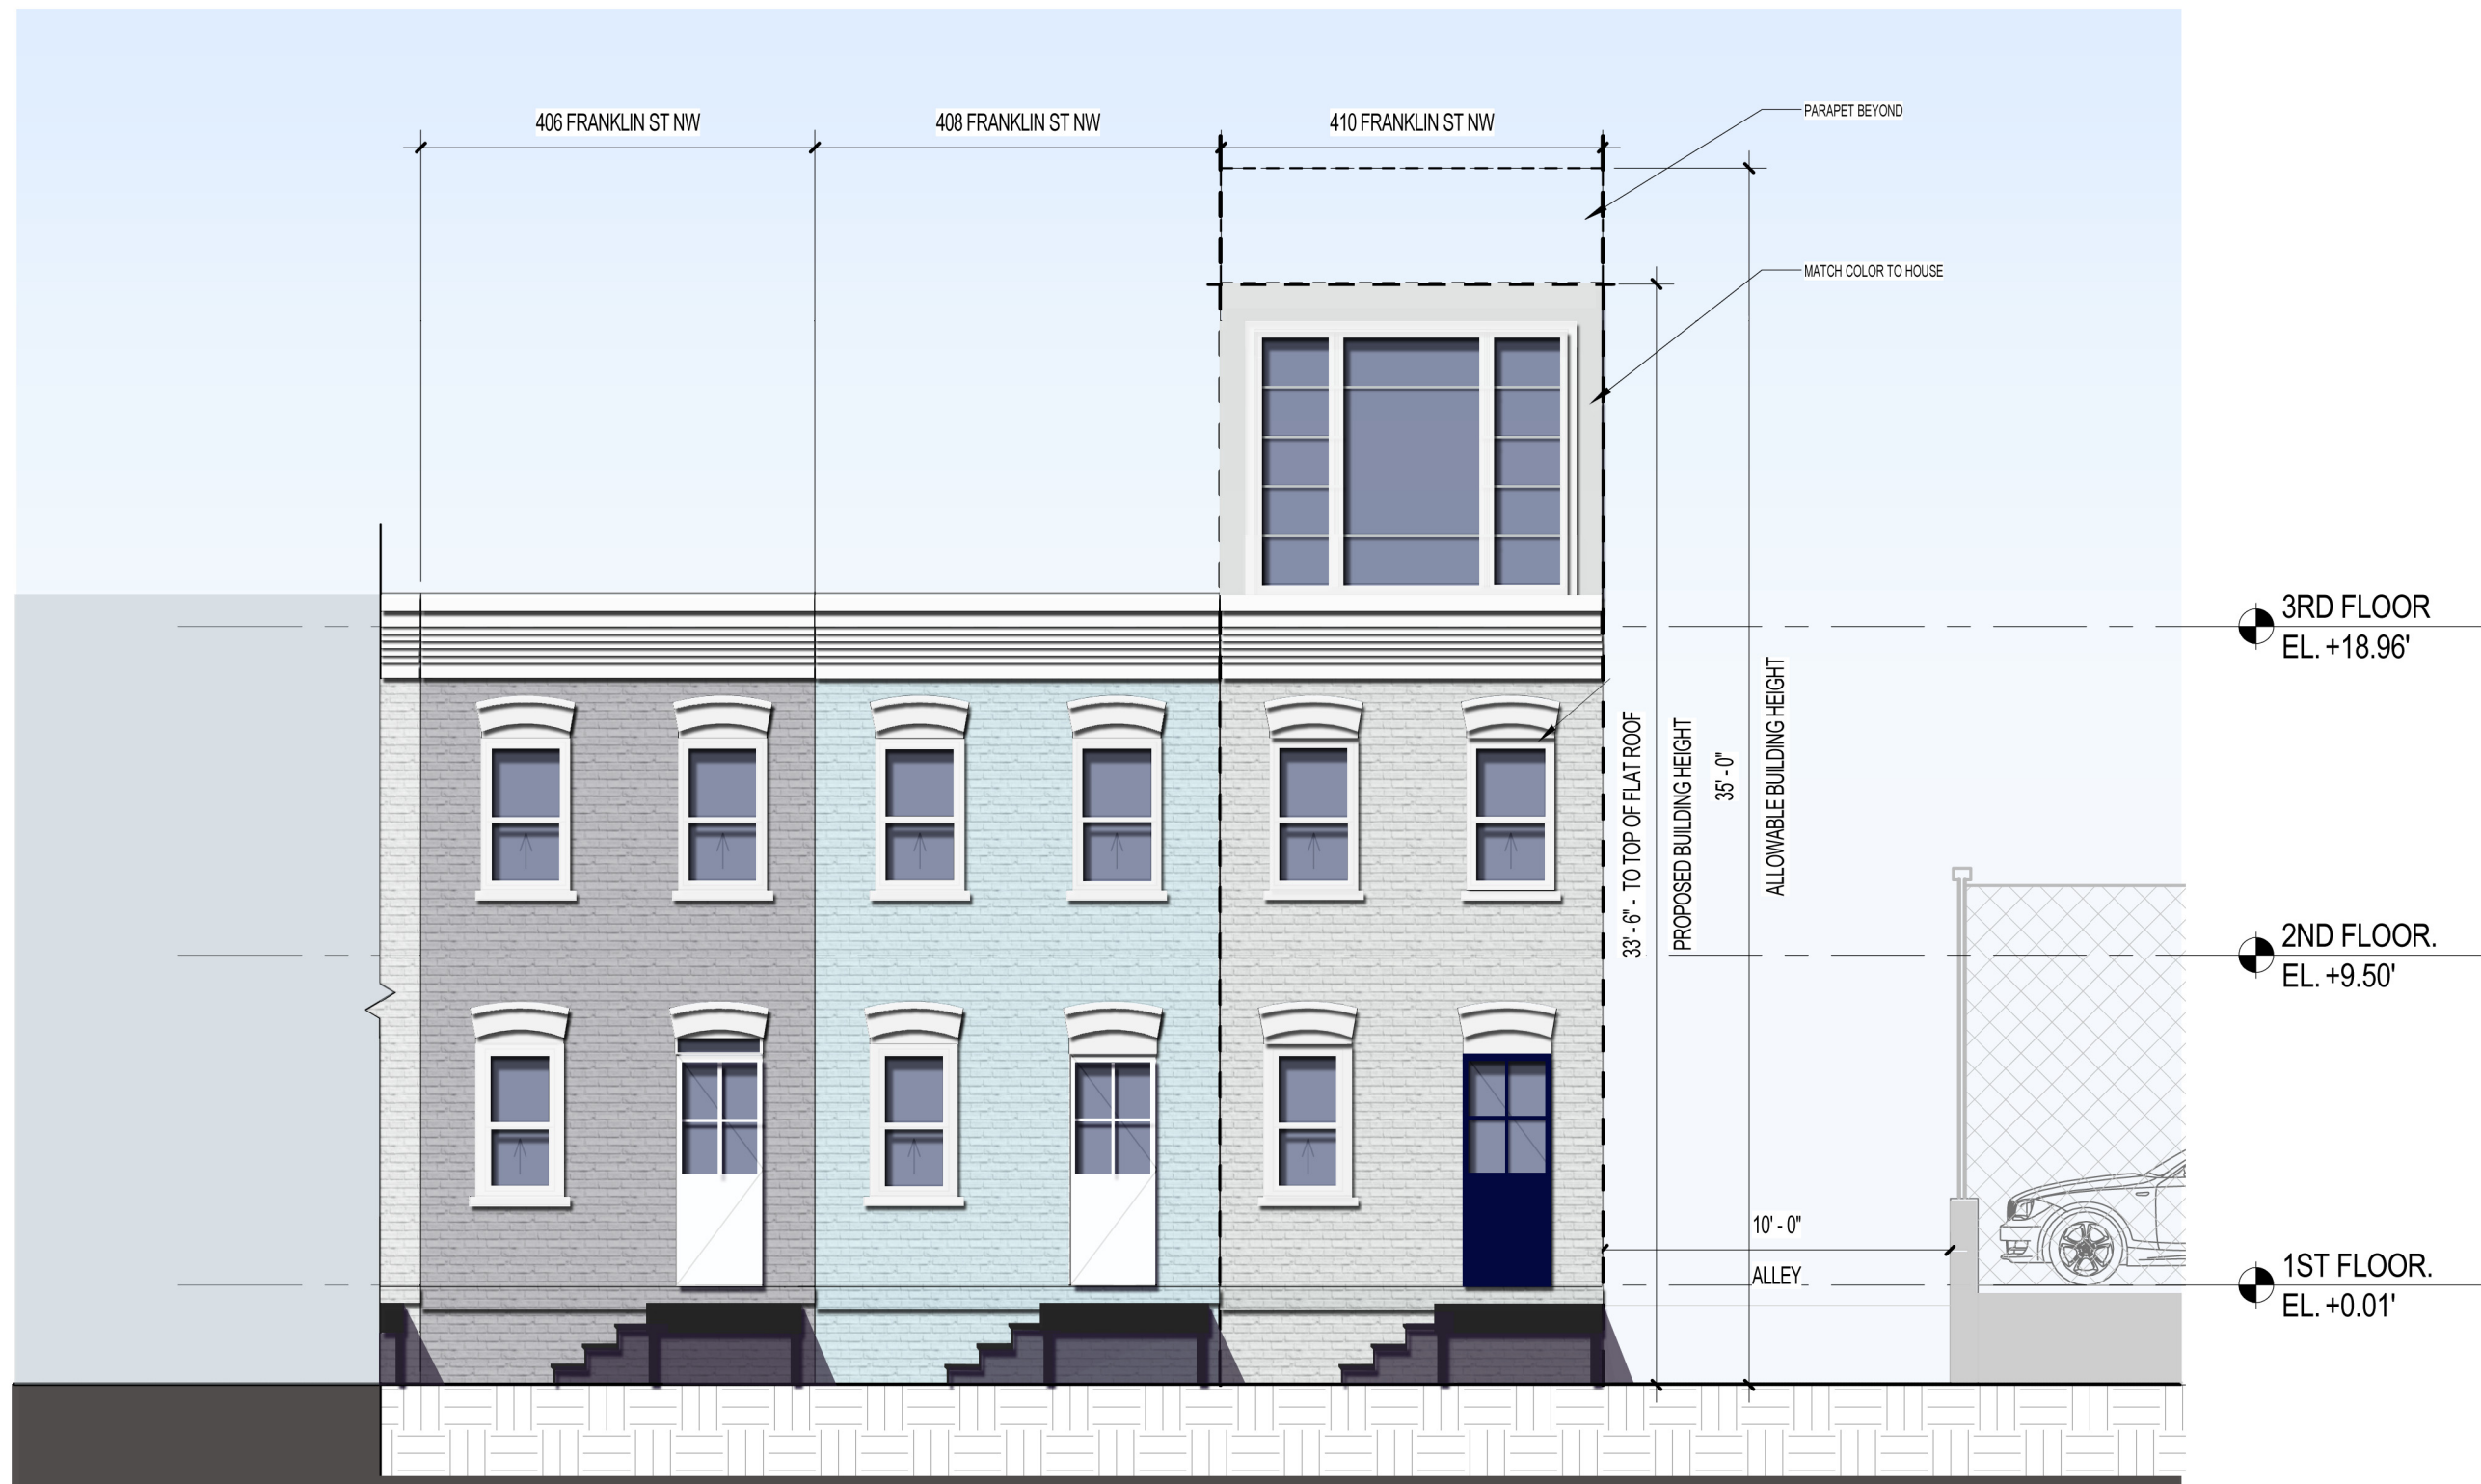 406 FRANKLIN ST NW
408 FRANKLIN ST NW
410 FRANKLIN ST NW
PARAPET BEYOND
MATCH COLOR TO HOUSE
3RD FLOOR
EL. +18.96'
33' - 6" - TO TOP OF FLAT ROOF
PROPOSED BUILDING HEIGHT
35' - 0"
ALLOWABLE BUILDING HEIGHT
2ND FLOOR.
EL. +9.50'
10' - 0"
ALLEY
1ST FLOOR.
EL. +0.01'